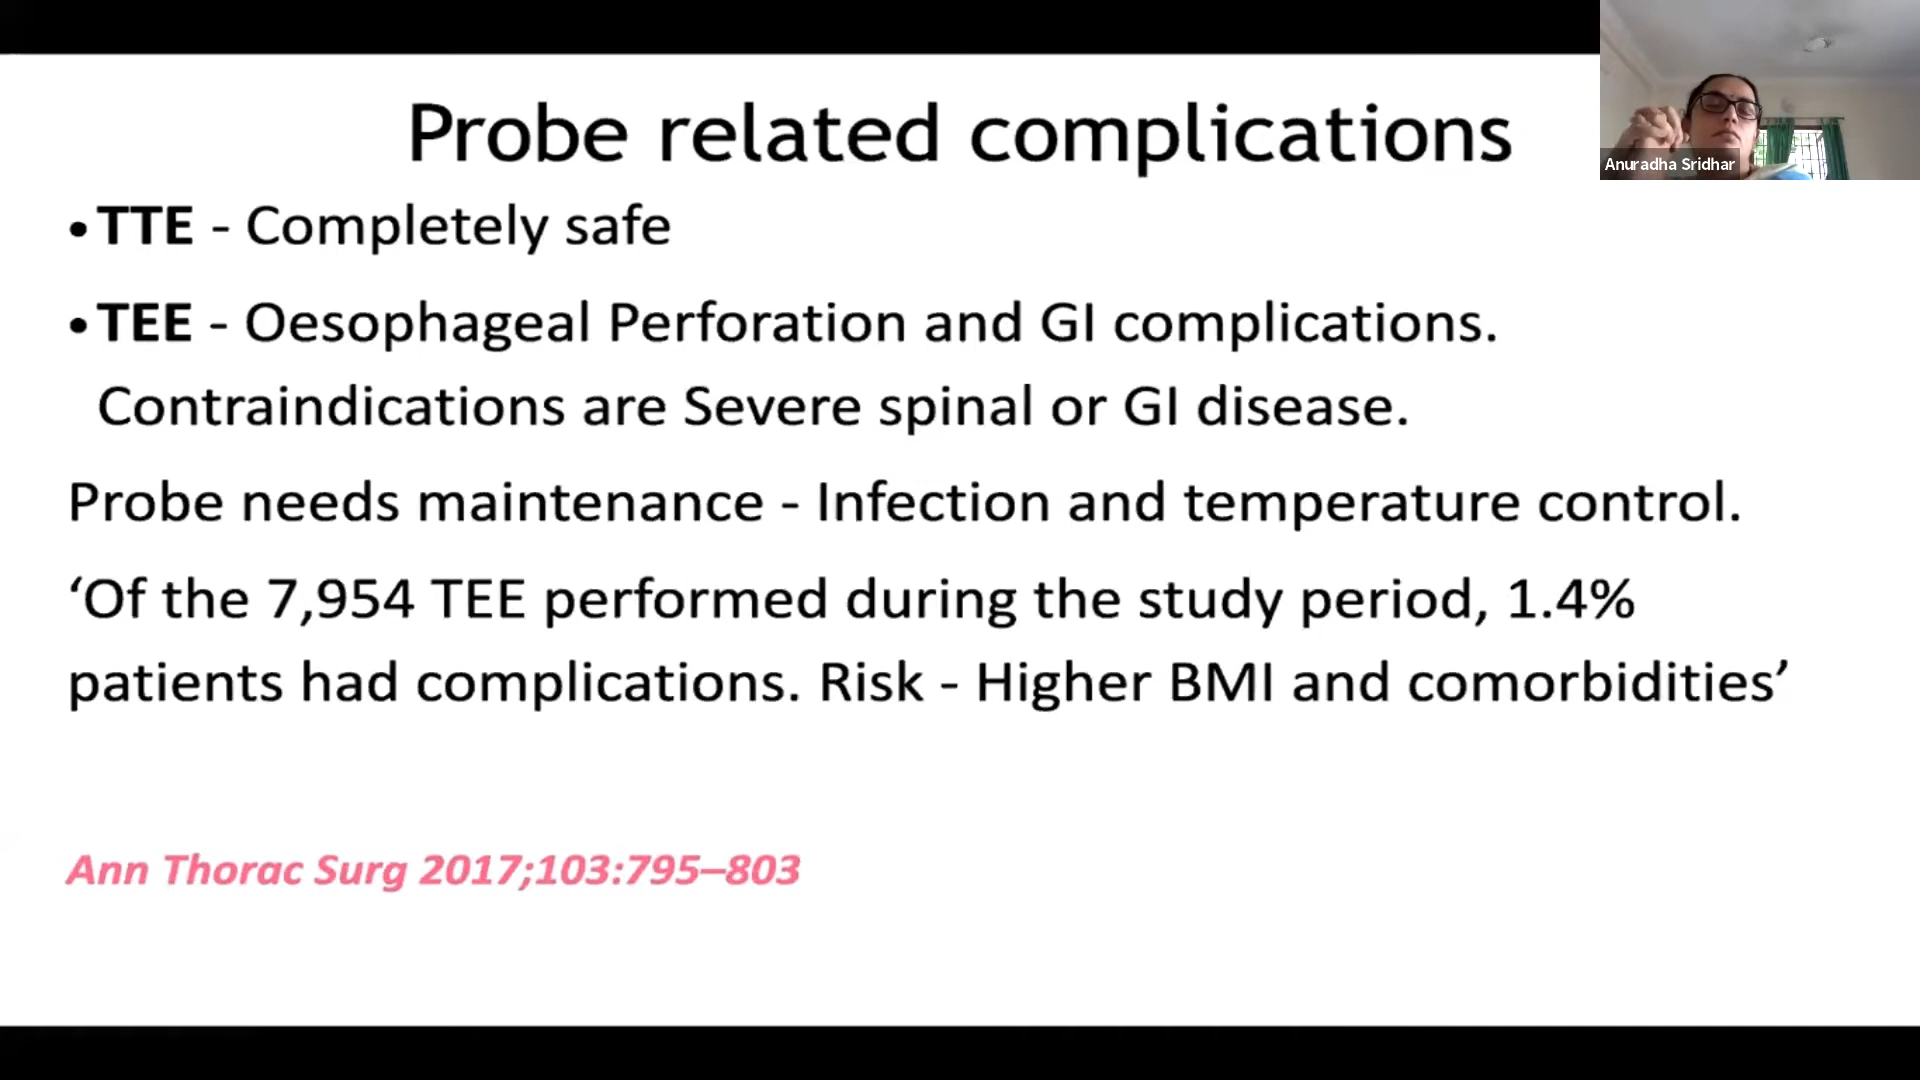 Probe related complications
Anuradha Sridhar
• TTE - Completely safe
• TEE - Oesophageal Perforation and GI complications.
Contraindications are Severe spinal or GI disease.
Probe needs maintenance - Infection and temperature control.
‘Of the 7,954 TEE performed during the study period, 1.4%
patients had complications. Risk - Higher BMI and comorbidities’
Ann Thorac Surg 2017;103:795–803